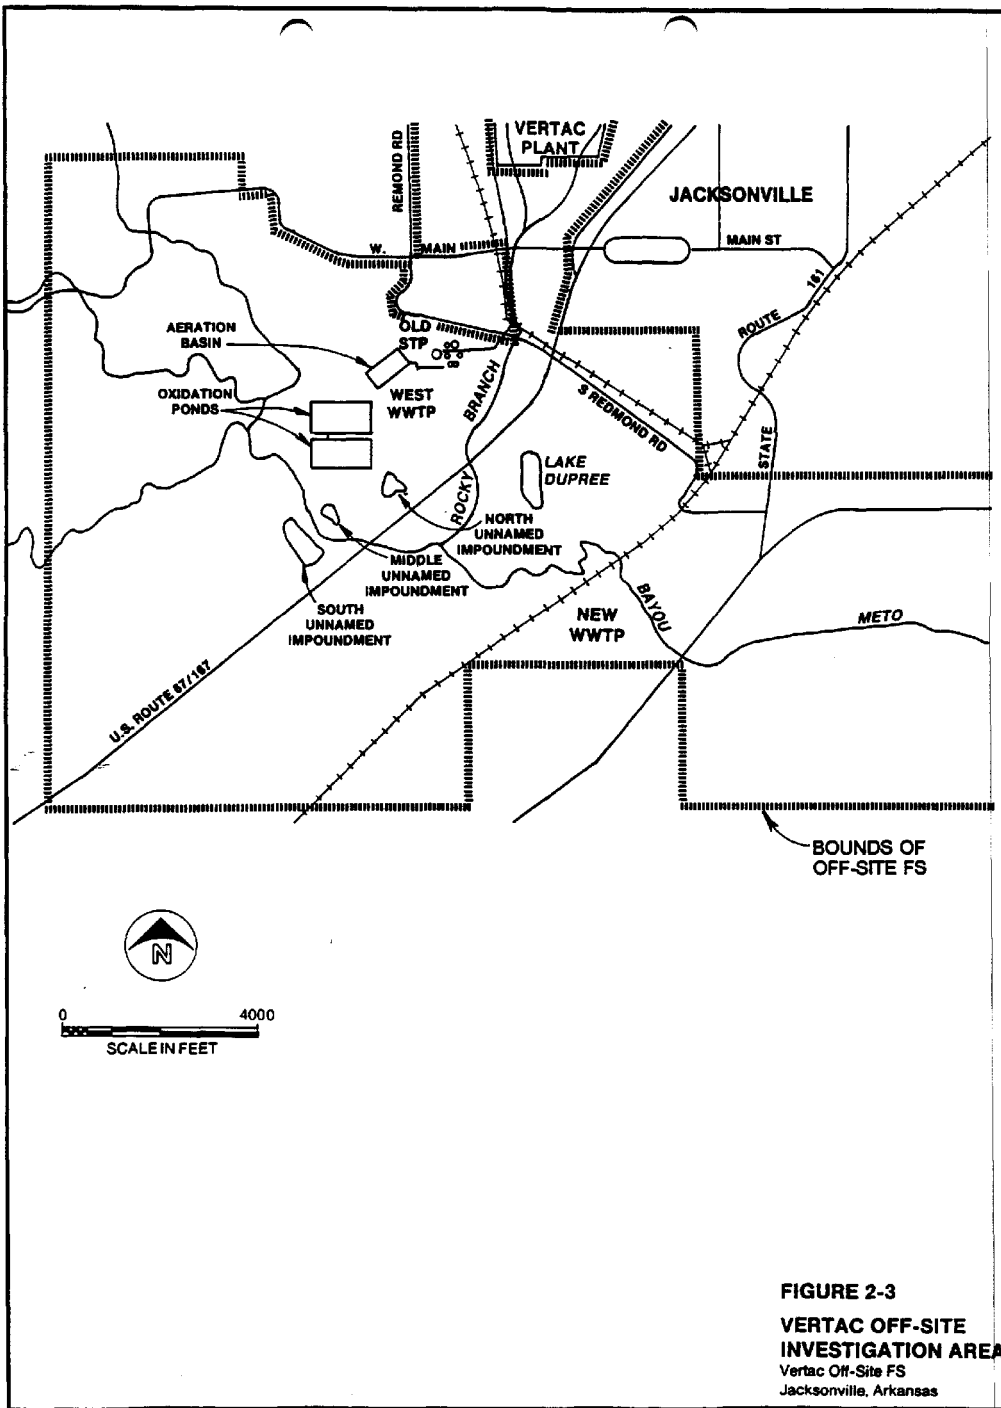 VERTAC
PLANT
REMOND RD
JACKSONVILLE
W. MAIN
MAIN ST
161
ROUTE
AERATION
BASIN
OLD
STP
OXIDATION
PONDS
WEST
WWTP
BRANCH
S REDMOND RD
STATE
LAKE
DUPREE
ROCKY
NORTH
UNNAMED
IMPOUNDMENT
MIDDLE
UNNAMED
IMPOUNDMENT
SOUTH
UNNAMED
IMPOUNDMENT
NEW
WWTP
BAYOU
METO
U.S. ROUTE 67/167
BOUNDS OF
OFF-SITE FS
N
0 4000
SCALE IN FEET
FIGURE 2-3
VERTAC OFF-SITE
INVESTIGATION AREA
Vertac Off-Site FS
Jacksonville, Arkansas